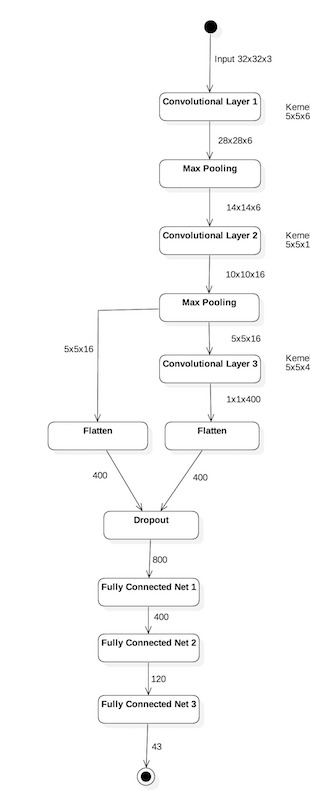 Input 32x32x3
Convolutional Layer 1
Kerne
5x5x6
28x28x6
Max Pooling
14x14x6
Convolutional Layer 2
Kerne
5x5x1
10x10x16
Max Pooling
5x5x16
5x5x16
Convolutional Layer 3
Kerne
5x5x4
1x1x400
Flatten
Flatten
400
400
Dropout
800
Fully Connected Net 1
400
Fully Connected Net 2
120
Fully Connected Net 3
43